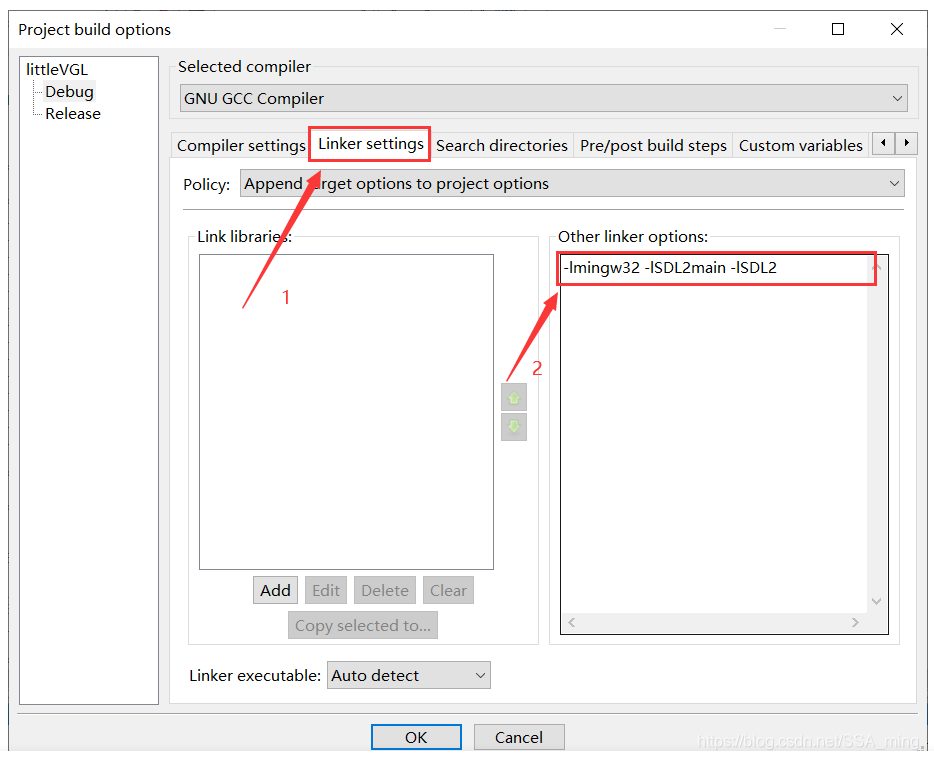 Project build options
littleVGL
Debug
Release
Selected compiler
GNU GCC Compiler
Compiler settings Linker settings Search directories Pre/post build steps Custom variables
Policy: Append target options to project options
Link libraries:
1
2
Add Edit Delete Clear
Copy selected to...
Other linker options:
-lmingw32 -lSDL2main -lSDL2
Linker executable: Auto detect
OK Cancel
https://blog.csdn.net/SSA_ming